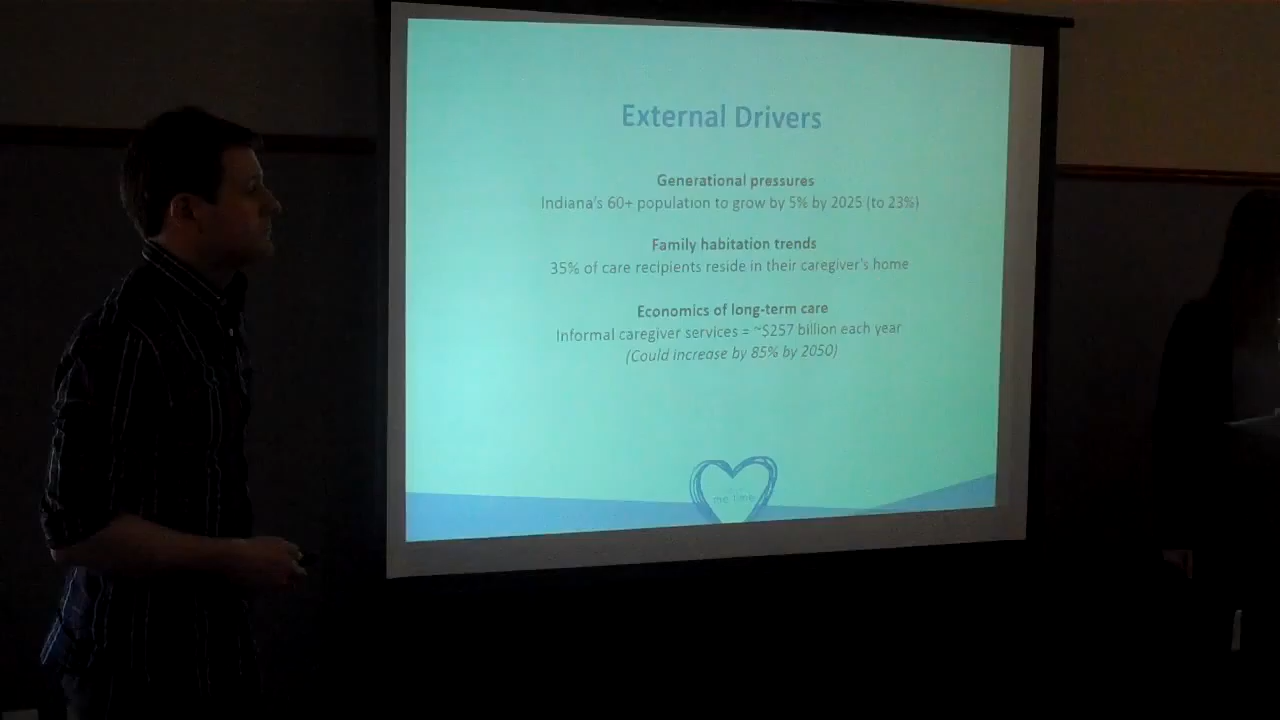 External Drivers
Generational pressures
Indiana's 60+ population to grow by 5% by 2025 (to 23%)
Family habitation trends
35% of care recipients reside in their caregiver's home
Economics of long-term care
Informal caregiver services = ~$257 billion each year
(Could increase by 85% by 2050)
me time